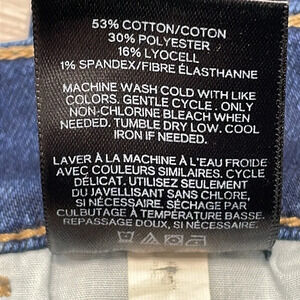 53% COTTON/COTON
30% POLYESTER
16% LYOCELL
1% SPANDEX/FIBRE ÉLASTHANNE
MACHINE WASH COLD WITH LIKE
COLORS. GENTLE CYCLE . ONLY
NON-CHLORINE BLEACH WHEN
NEEDED. TUMBLE DRY LOW. COOL
IRON IF NEEDED.
LAVER À LA MACHINE À L'EAU FROIDE
AVEC COULEURS SIMILAIRES. CYCLE
DÉLICAT. UTILISEZ SEULEMENT
DU JAVELLISANT SANS CLORE,
SI NÉCESSAIRE. SÉCHAGE PAR
CULBUTAGE À TEMPÉRATURE BASSE.
REPASSAGE DOUX, SI NÉCESSAIRE.